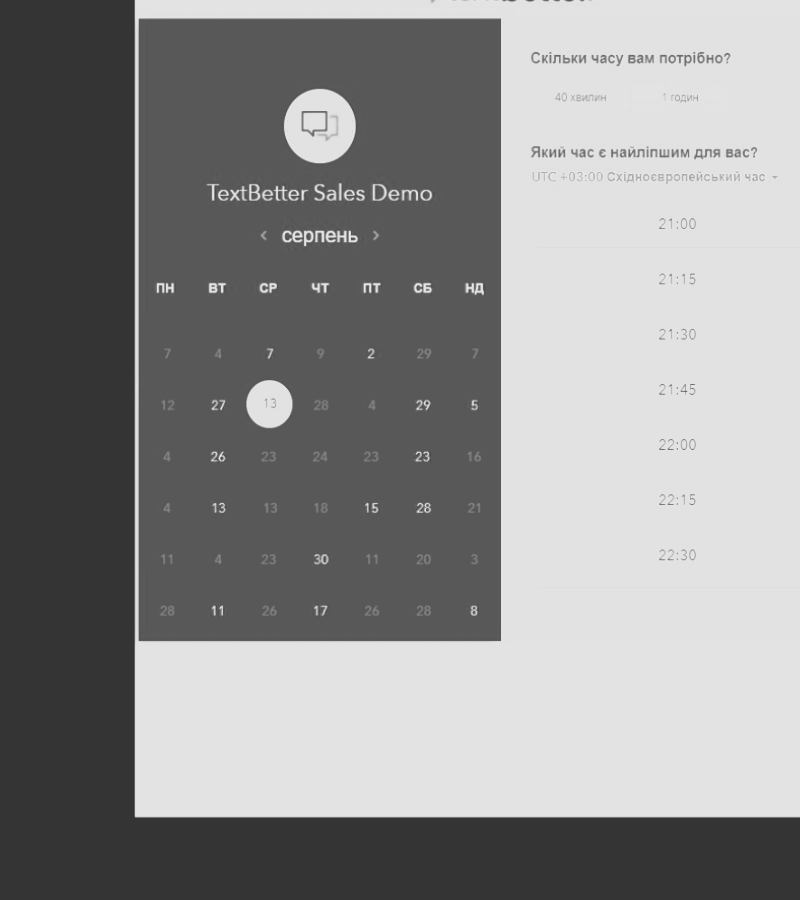 TextBetter Sales Demo
серпень
ПН ВТ СР ЧТ ПТ СБ НД
7 4 7 9 2 29 7
12 27 13 28 4 29 5
4 26 23 24 23 23 16
4 13 13 18 15 28 21
11 4 23 30 11 20 3
28 11 26 17 26 28 8
Скільки часу вам потрібно?
40 хвилин 1 годин
Який час є найліпшим для вас?
UTC +03:00 Східноєвропейський час
21:00
21:15
21:30
21:45
22:00
22:15
22:30